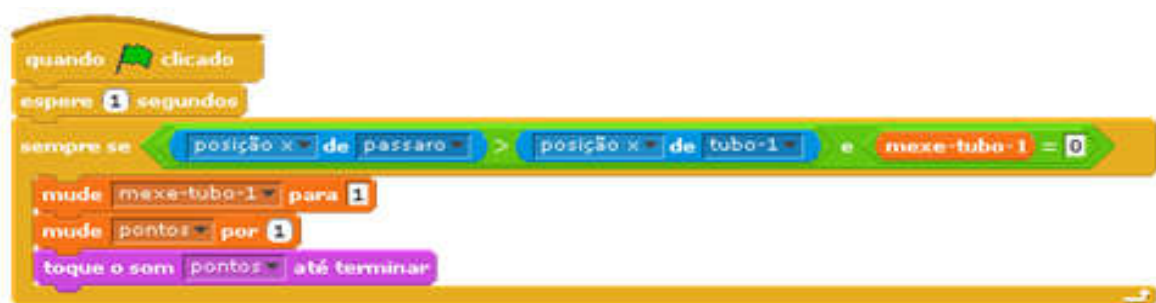 quando clicado
espere 1 segundos
sempre se posição x de passaro > posição x de tubo-1 e mexe-tubo-1 = 0
mude mexe-tubo-1 para 1
mude pontos por 1
toque o som pontos até terminar